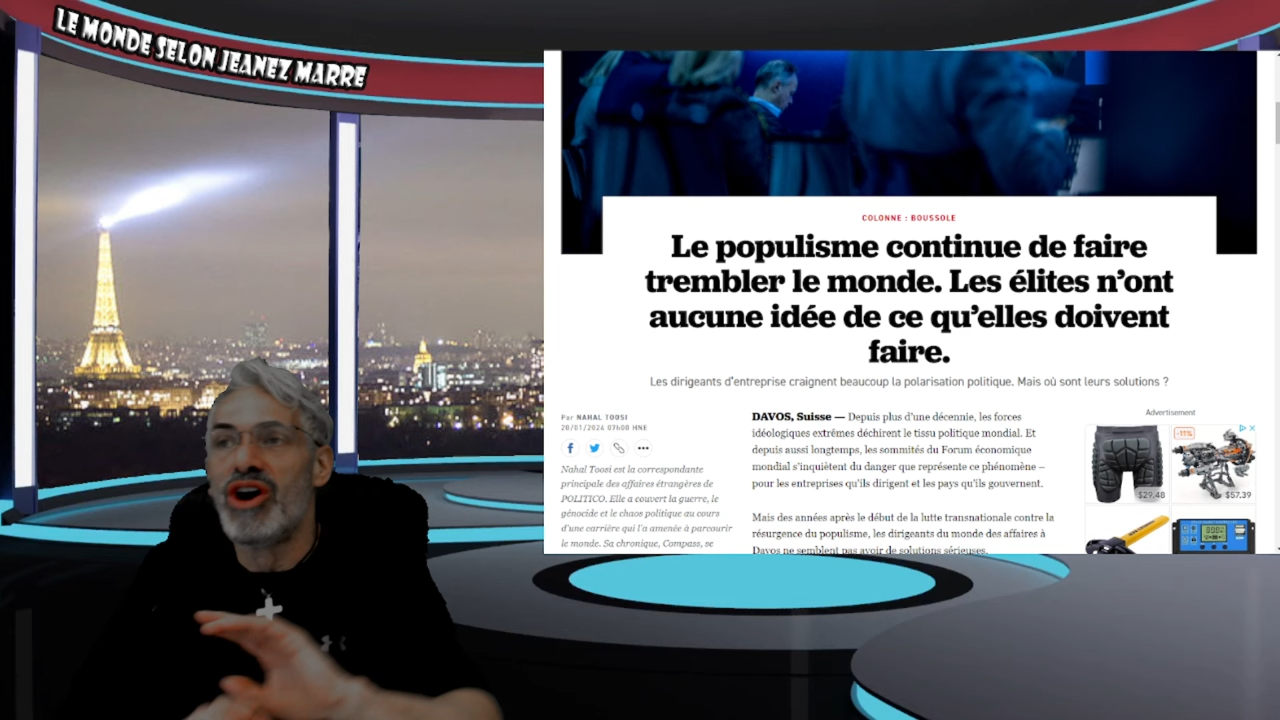 LE MONDE SELON JEANEZ MARRE
COLONNE : BOUSSOLE
Le populisme continue de faire
trembler le monde. Les élites n'ont
aucune idée de ce qu'elles doivent
faire.
Les dirigeants d'entreprise craignent beaucoup la polarisation politique. Mais où sont leurs solutions ?
Par NAHAL TOOSI
20/01/2024 07h00 HNE
Nahal Toosi est la correspondante
principale des affaires étrangères de
POLITICO. Elle a couvert la guerre, le
génocide et le chaos politique au cours
d'une carrière qui l'a amenée à parcourir
le monde. Sa chronique, Compass, se
DAVOS, Suisse — Depuis plus d'une décennie, les forces
idéologiques extrêmes déchirent le tissu politique mondial. Et
depuis aussi longtemps, les sommités du Forum économique
mondial s'inquiètent du danger que représente ce phénomène –
pour les entreprises qu'ils dirigent et les pays qu'ils gouvernent.
Mais des années après le début de la lutte transnationale contre la
résurgence du populisme, les dirigeants du monde des affaires à
Davos ne semblent pas avoir de solutions sérieuses.
Advertisement
-11%
$29.48
$57.39